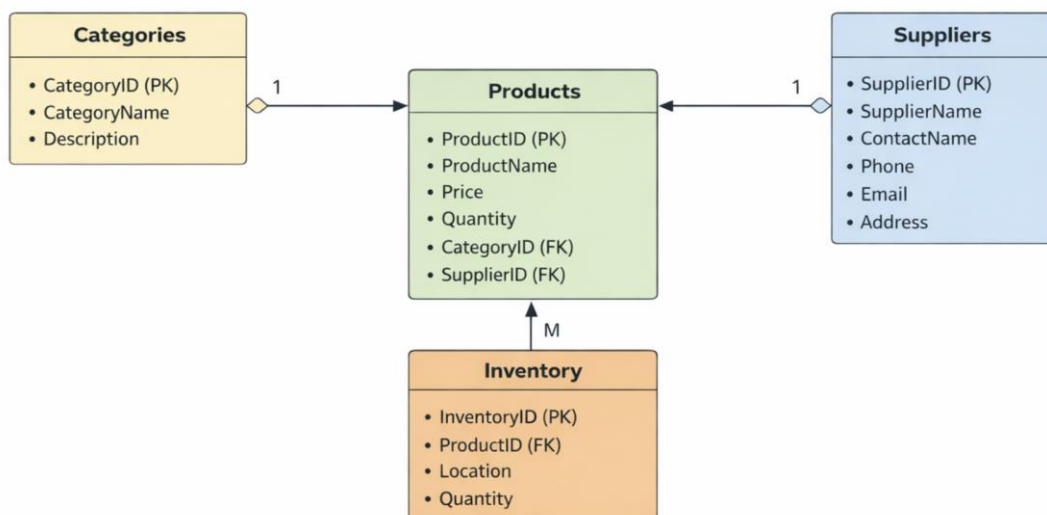 Categories
• CategoryID (PK)
• CategoryName
• Description
1
Products
• ProductID (PK)
• ProductName
• Price
• Quantity
• CategoryID (FK)
• SupplierID (FK)
1
Suppliers
• SupplierID (PK)
• SupplierName
• ContactName
• Phone
• Email
• Address
M
Inventory
• InventoryID (PK)
• ProductID (FK)
• Location
• Quantity